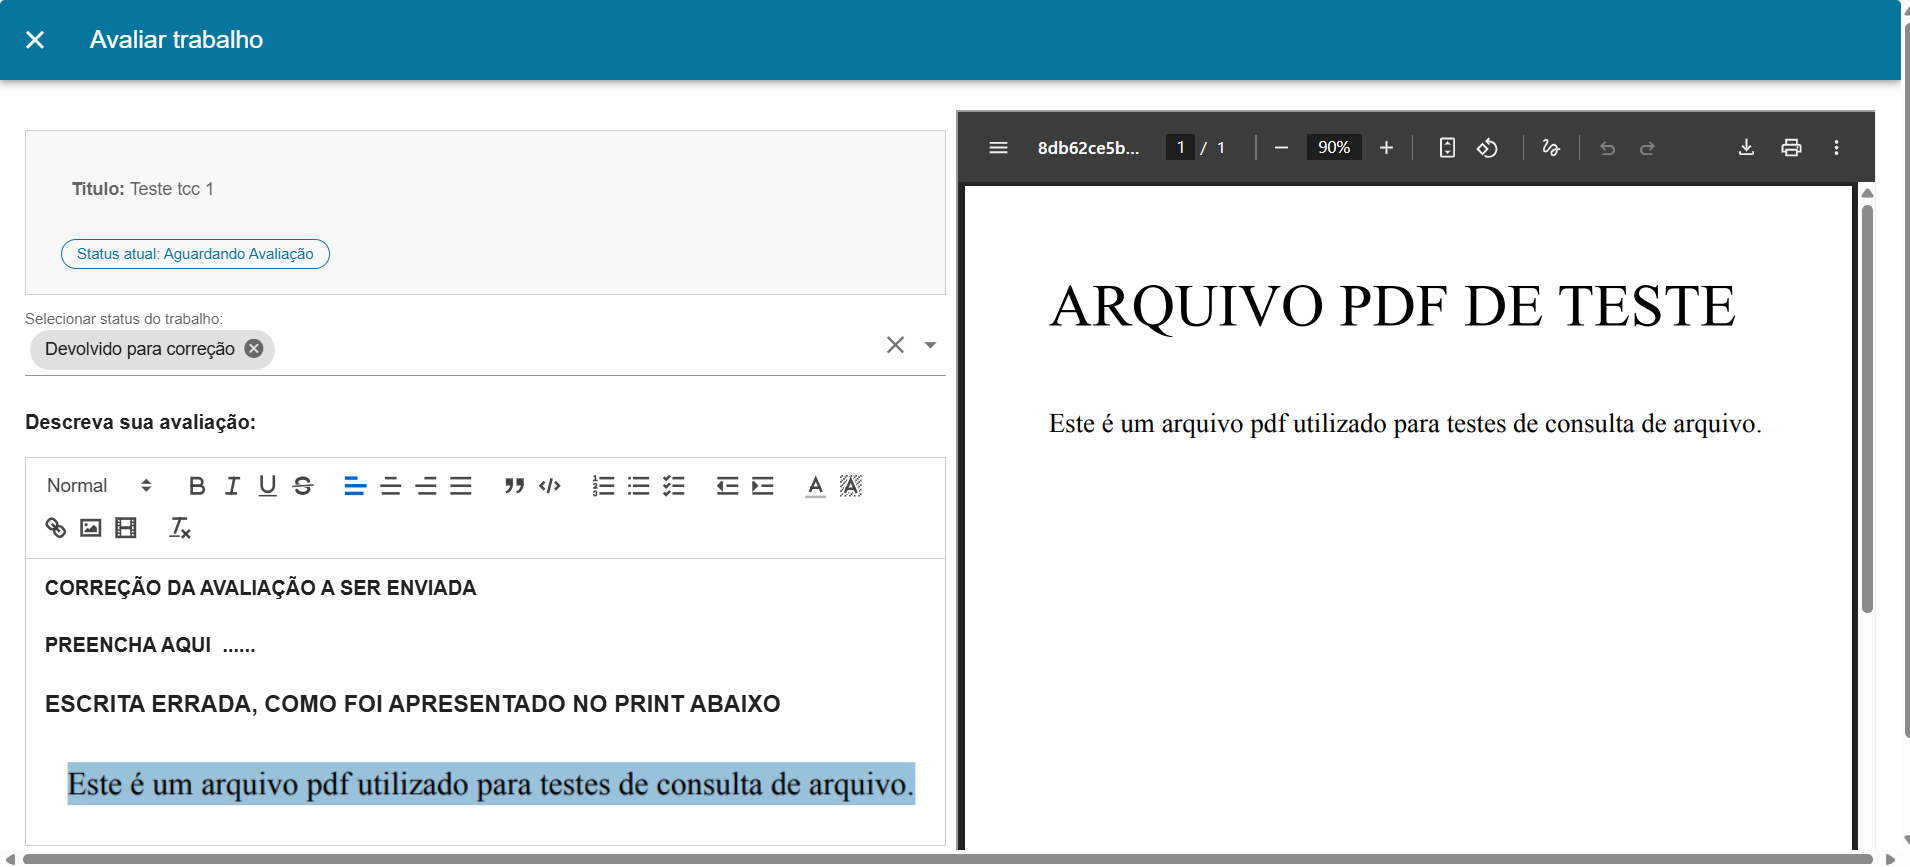 Avaliar trabalho
Titulo: Teste tcc 1
Status atual: Aguardando Avaliação
Selecionar status do trabalho:
Devolvido para correção
Descreva sua avaliação:
Normal
CORREÇÃO DA AVALIAÇÃO A SER ENVIADA
PREENCHA AQUI ......
ESCRITA ERRADA, COMO FOI APRESENTADO NO PRINT ABAIXO
Este é um arquivo pdf utilizado para testes de consulta de arquivo.
8db62ce5b... 1 / 1 90%
ARQUIVO PDF DE TESTE
Este é um arquivo pdf utilizado para testes de consulta de arquivo.